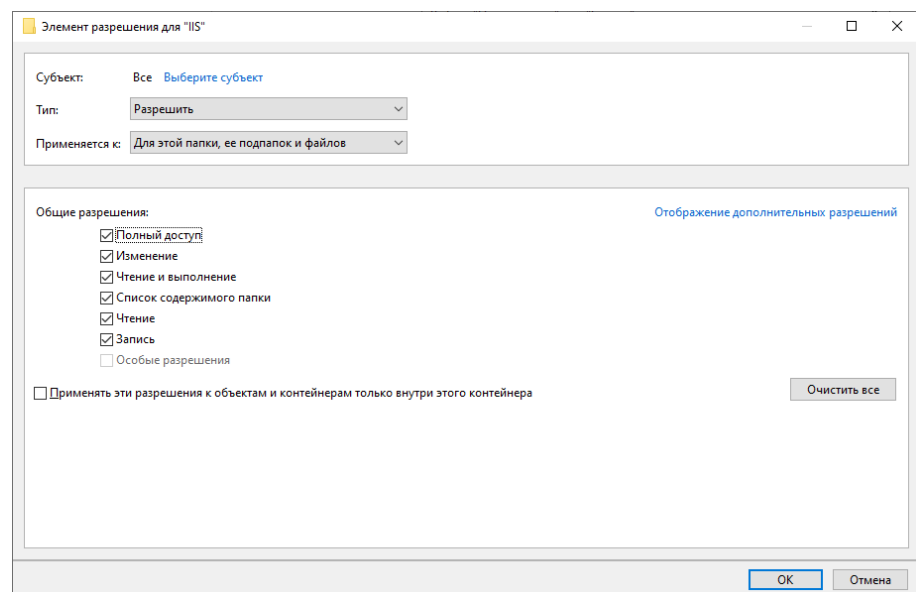 Элемент разрешения для "IIS"
Субъект: Все Выберите субъект
Тип: Разрешить
Применяется к: Для этой папки, ее подпапок и файлов
Общие разрешения: Отображение дополнительных разрешений
Полный доступ
Изменение
Чтение и выполнение
Список содержимого папки
Чтение
Запись
Особые разрешения
Применять эти разрешения к объектам и контейнерам только внутри этого контейнера Очистить все
ОК Отмена